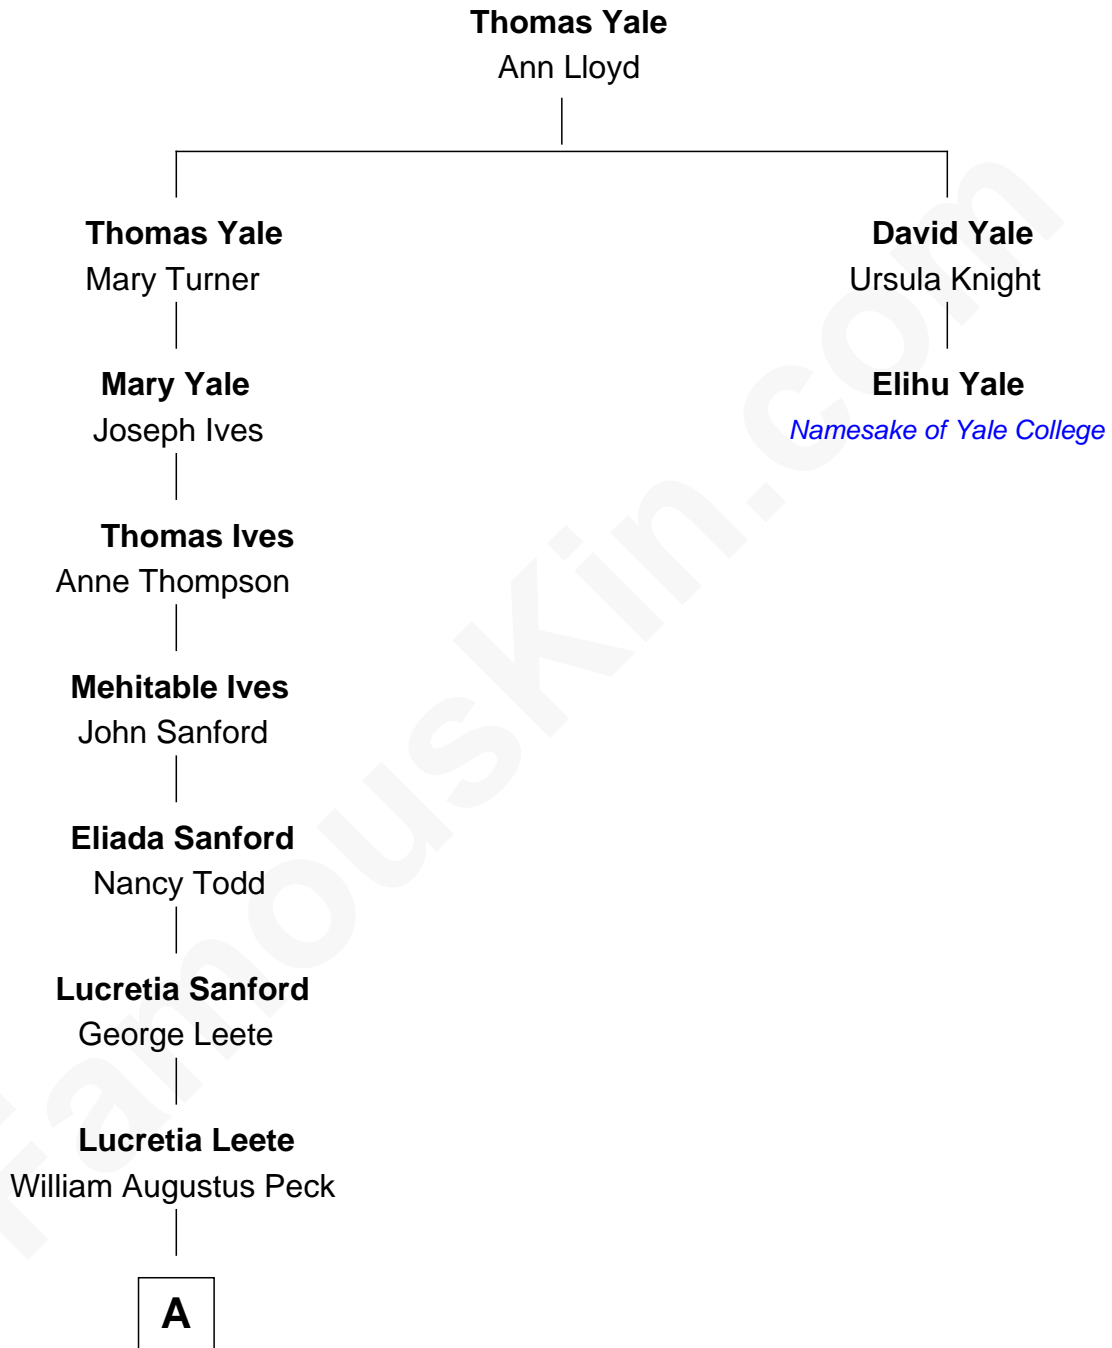 Thomas Yale
Ann Lloyd
Thomas Yale
Mary Turner
David Yale
Ursula Knight
Mary Yale
Joseph Ives
Elihu Yale
Namesake of Yale College
Thomas Ives
Anne Thompson
Mehitable Ives
John Sanford
Eliada Sanford
Nancy Todd
Lucretia Sanford
George Leete
Lucretia Leete
William Augustus Peck
A
FamousKin.com